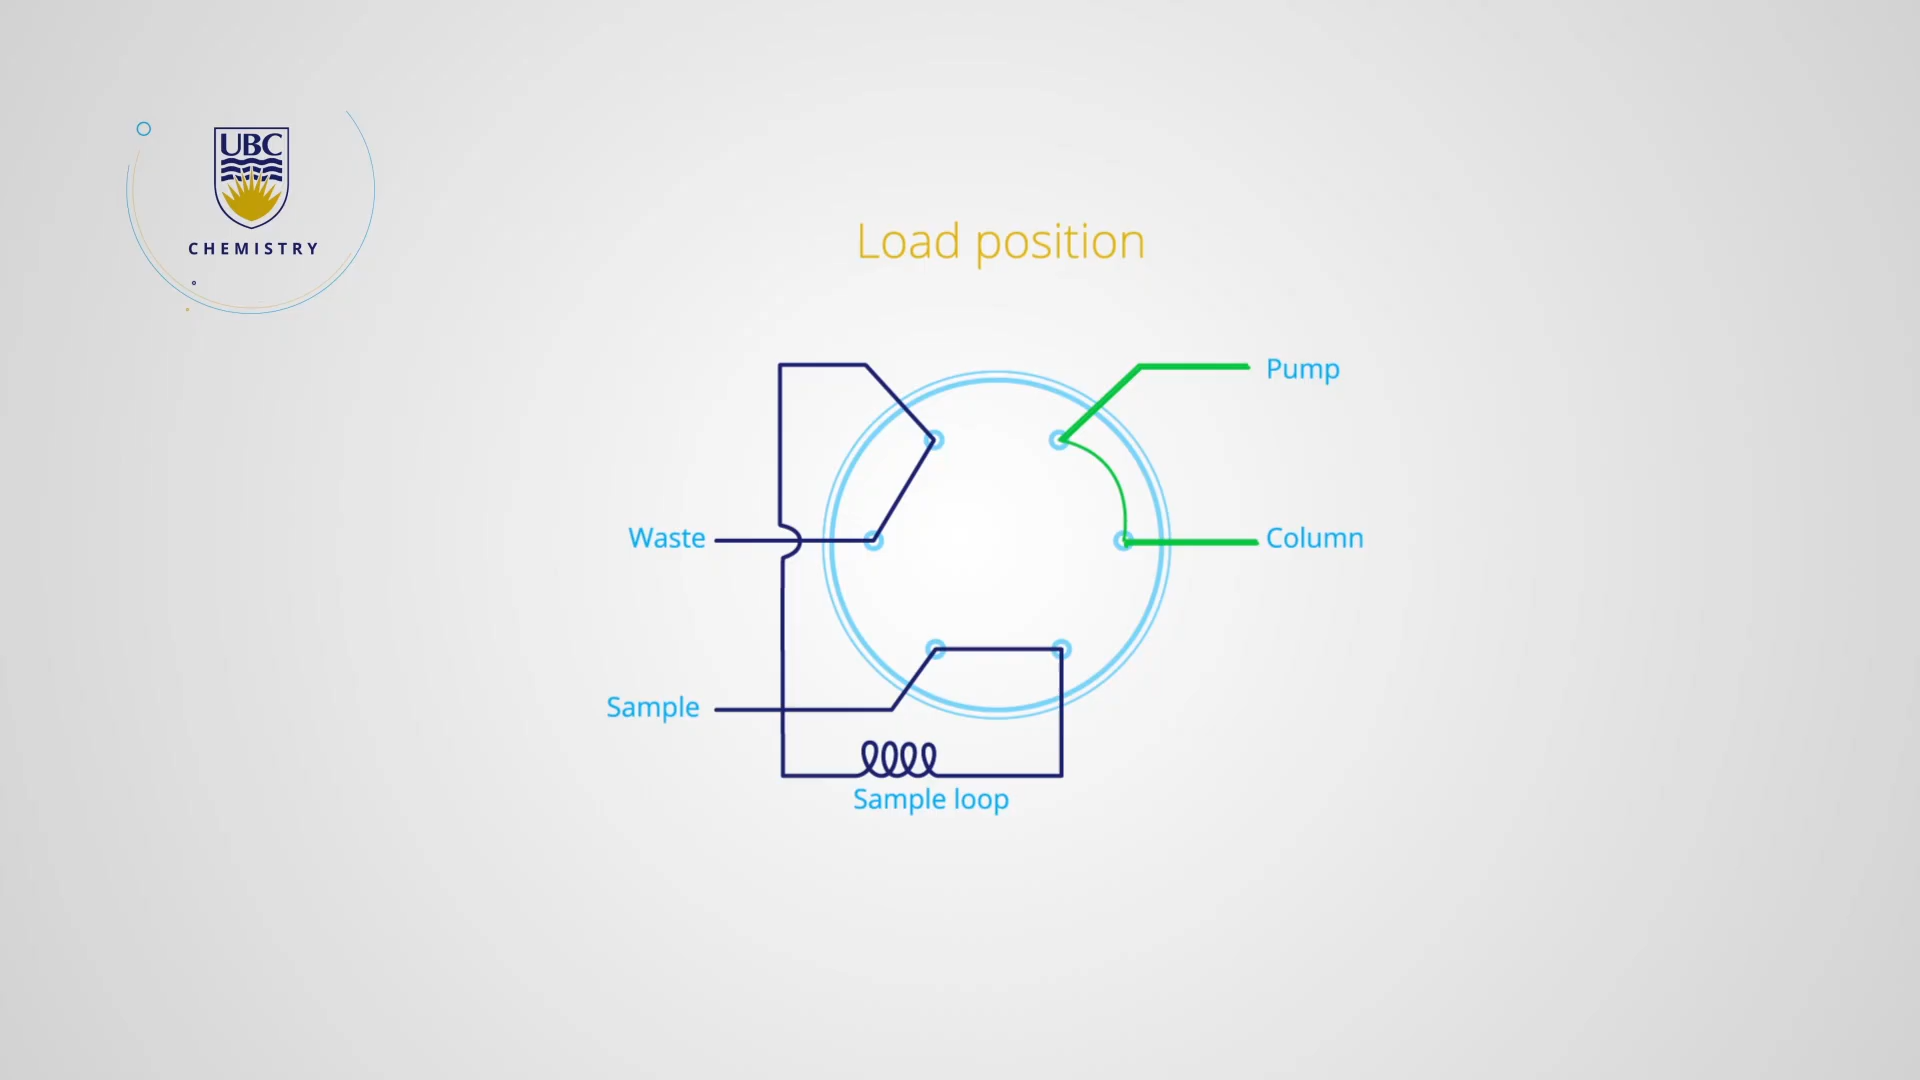 UBC
CHEMISTRY
Load position
Pump
Waste
Column
Sample
Sample loop